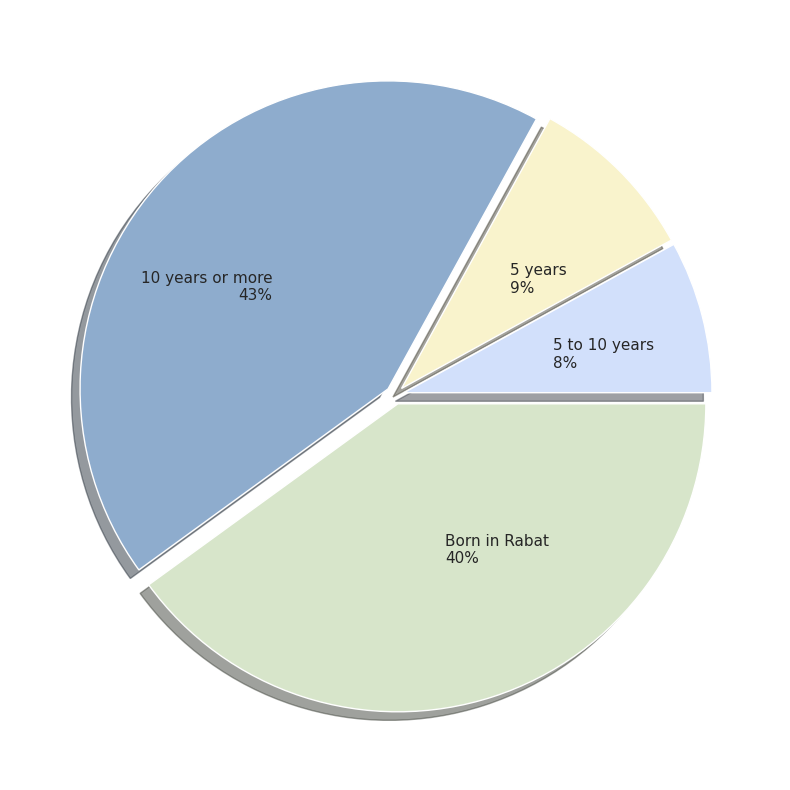 10 years or more
43%
5 years
9%
5 to 10 years
8%
Born in Rabat
40%